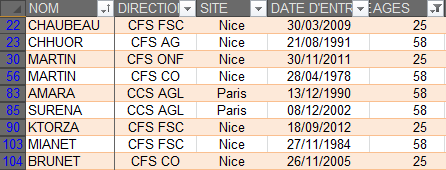 NOM DIRECTION SITE DATE D'ENTR EAGES
22 CHAUBEAU CFS FSC Nice 30/03/2009 25
23 CHHUOR CFS AG Nice 21/08/1991 58
30 MARTIN CFS ONF Nice 30/11/2011 25
56 MARTIN CFS CO Nice 28/04/1978 58
83 AMARA CCS AGL Paris 13/12/1990 58
85 SURENA CCS AGL Paris 08/12/2002 58
90 KTORZA CFS FSC Nice 18/09/2012 25
103 MIANET CFS FSC Nice 27/11/1984 58
104 BRUNET CFS CO Nice 26/11/2005 25